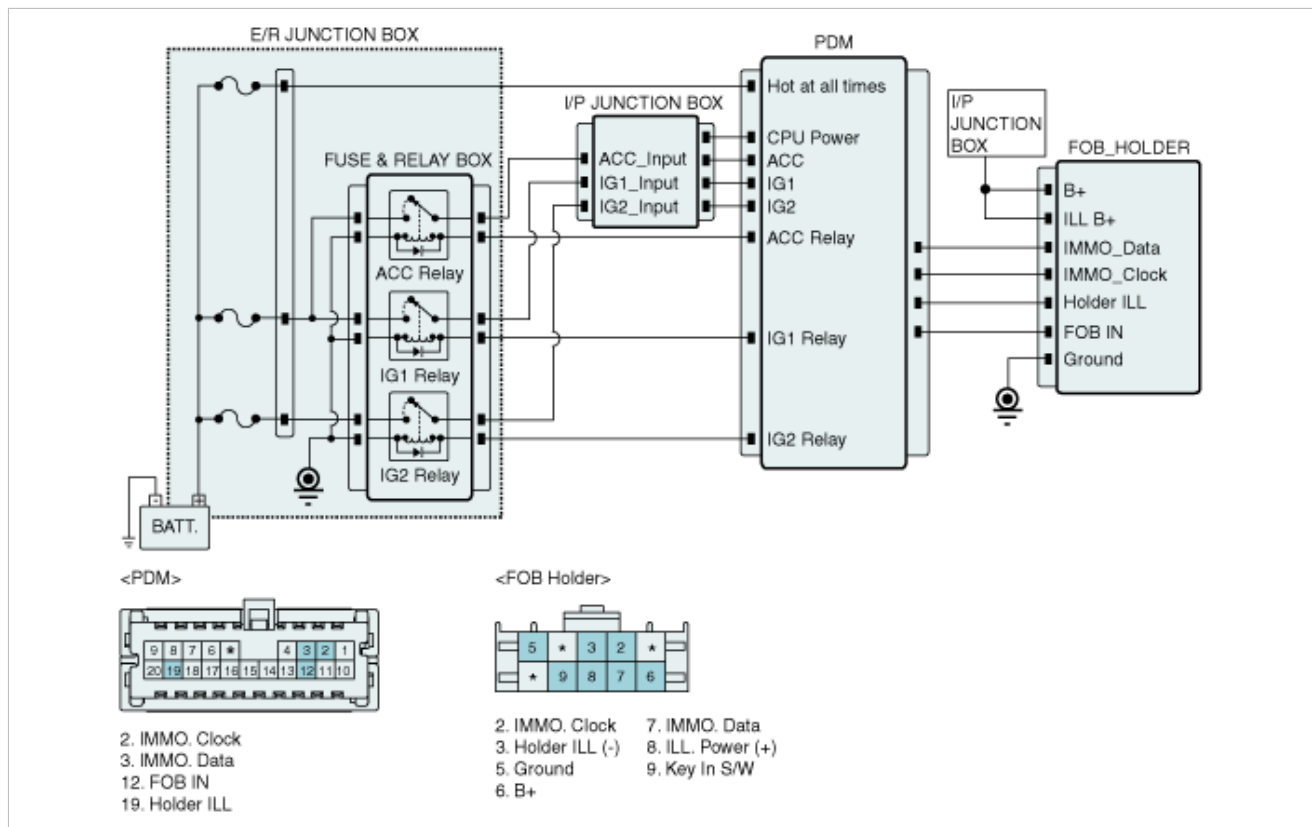 E/R JUNCTION BOX
PDM
Hot at all times
I/P JUNCTION BOX
I/P
JUNCTION
BOX
CPU Power
FOB_HOLDER
FUSE & RELAY BOX
ACC_Input
ACC
IG1_Input
IG1
B+
IG2_Input
IG2
ILL B+
ACC Relay
IMMO_Data
ACC Relay
IMMO_Clock
Holder ILL
FOB IN
IG1 Relay
Ground
IG1 Relay
IG2 Relay
IG2 Relay
- +
BATT.
<PDM>
9 8 7 6 * 4 3 2 1
20 19 18 17 16 15 14 13 12 11 10
2. IMMO. Clock
3. IMMO. Data
12. FOB IN
19. Holder ILL
<FOB Holder>
5 * 3 2 *
* 9 8 7 6
2. IMMO. Clock
3. Holder ILL (-)
5. Ground
6. B+
7. IMMO. Data
8. ILL. Power (+)
9. Key In S/W